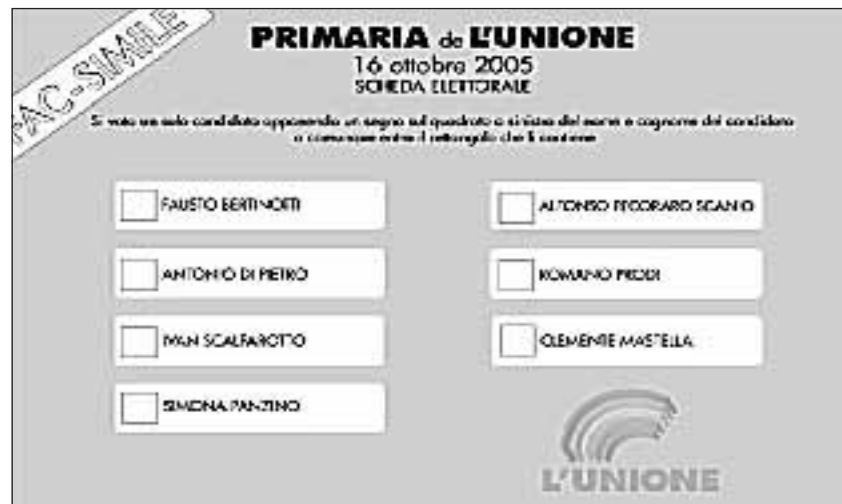 FAC-SIMILE
PRIMARIA de L'UNIONE
16 ottobre 2005
SCHEDA ELETTORALE
Si vota un solo candidato apponendo un segno sul quadrato a sinistra del nome e cognome del candidato
o comunque entro il rettangolo che li contiene
FAUSTO BERTINOTTI
ANTONIO DI PIETRO
IVAN SCALFAROTTO
SIMONA PANZINO
ALFONSO PECORARO SCANIO
ROMANO PRODI
CLEMENTE MASTELLA
L'UNIONE